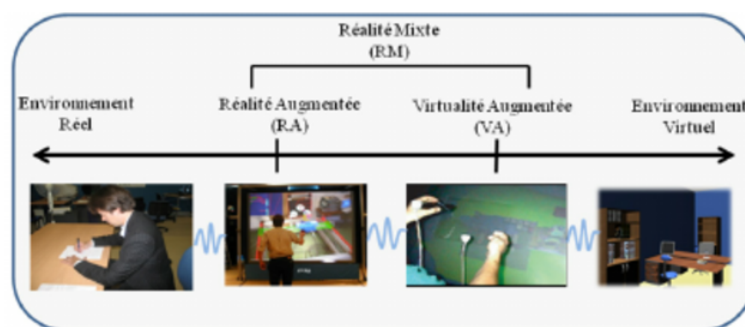 Réalité Mixte
(RM)
Environnement
Réel
Réalité Augmentée
(RA)
Virtualité Augmentée
(VA)
Environnement
Virtuel